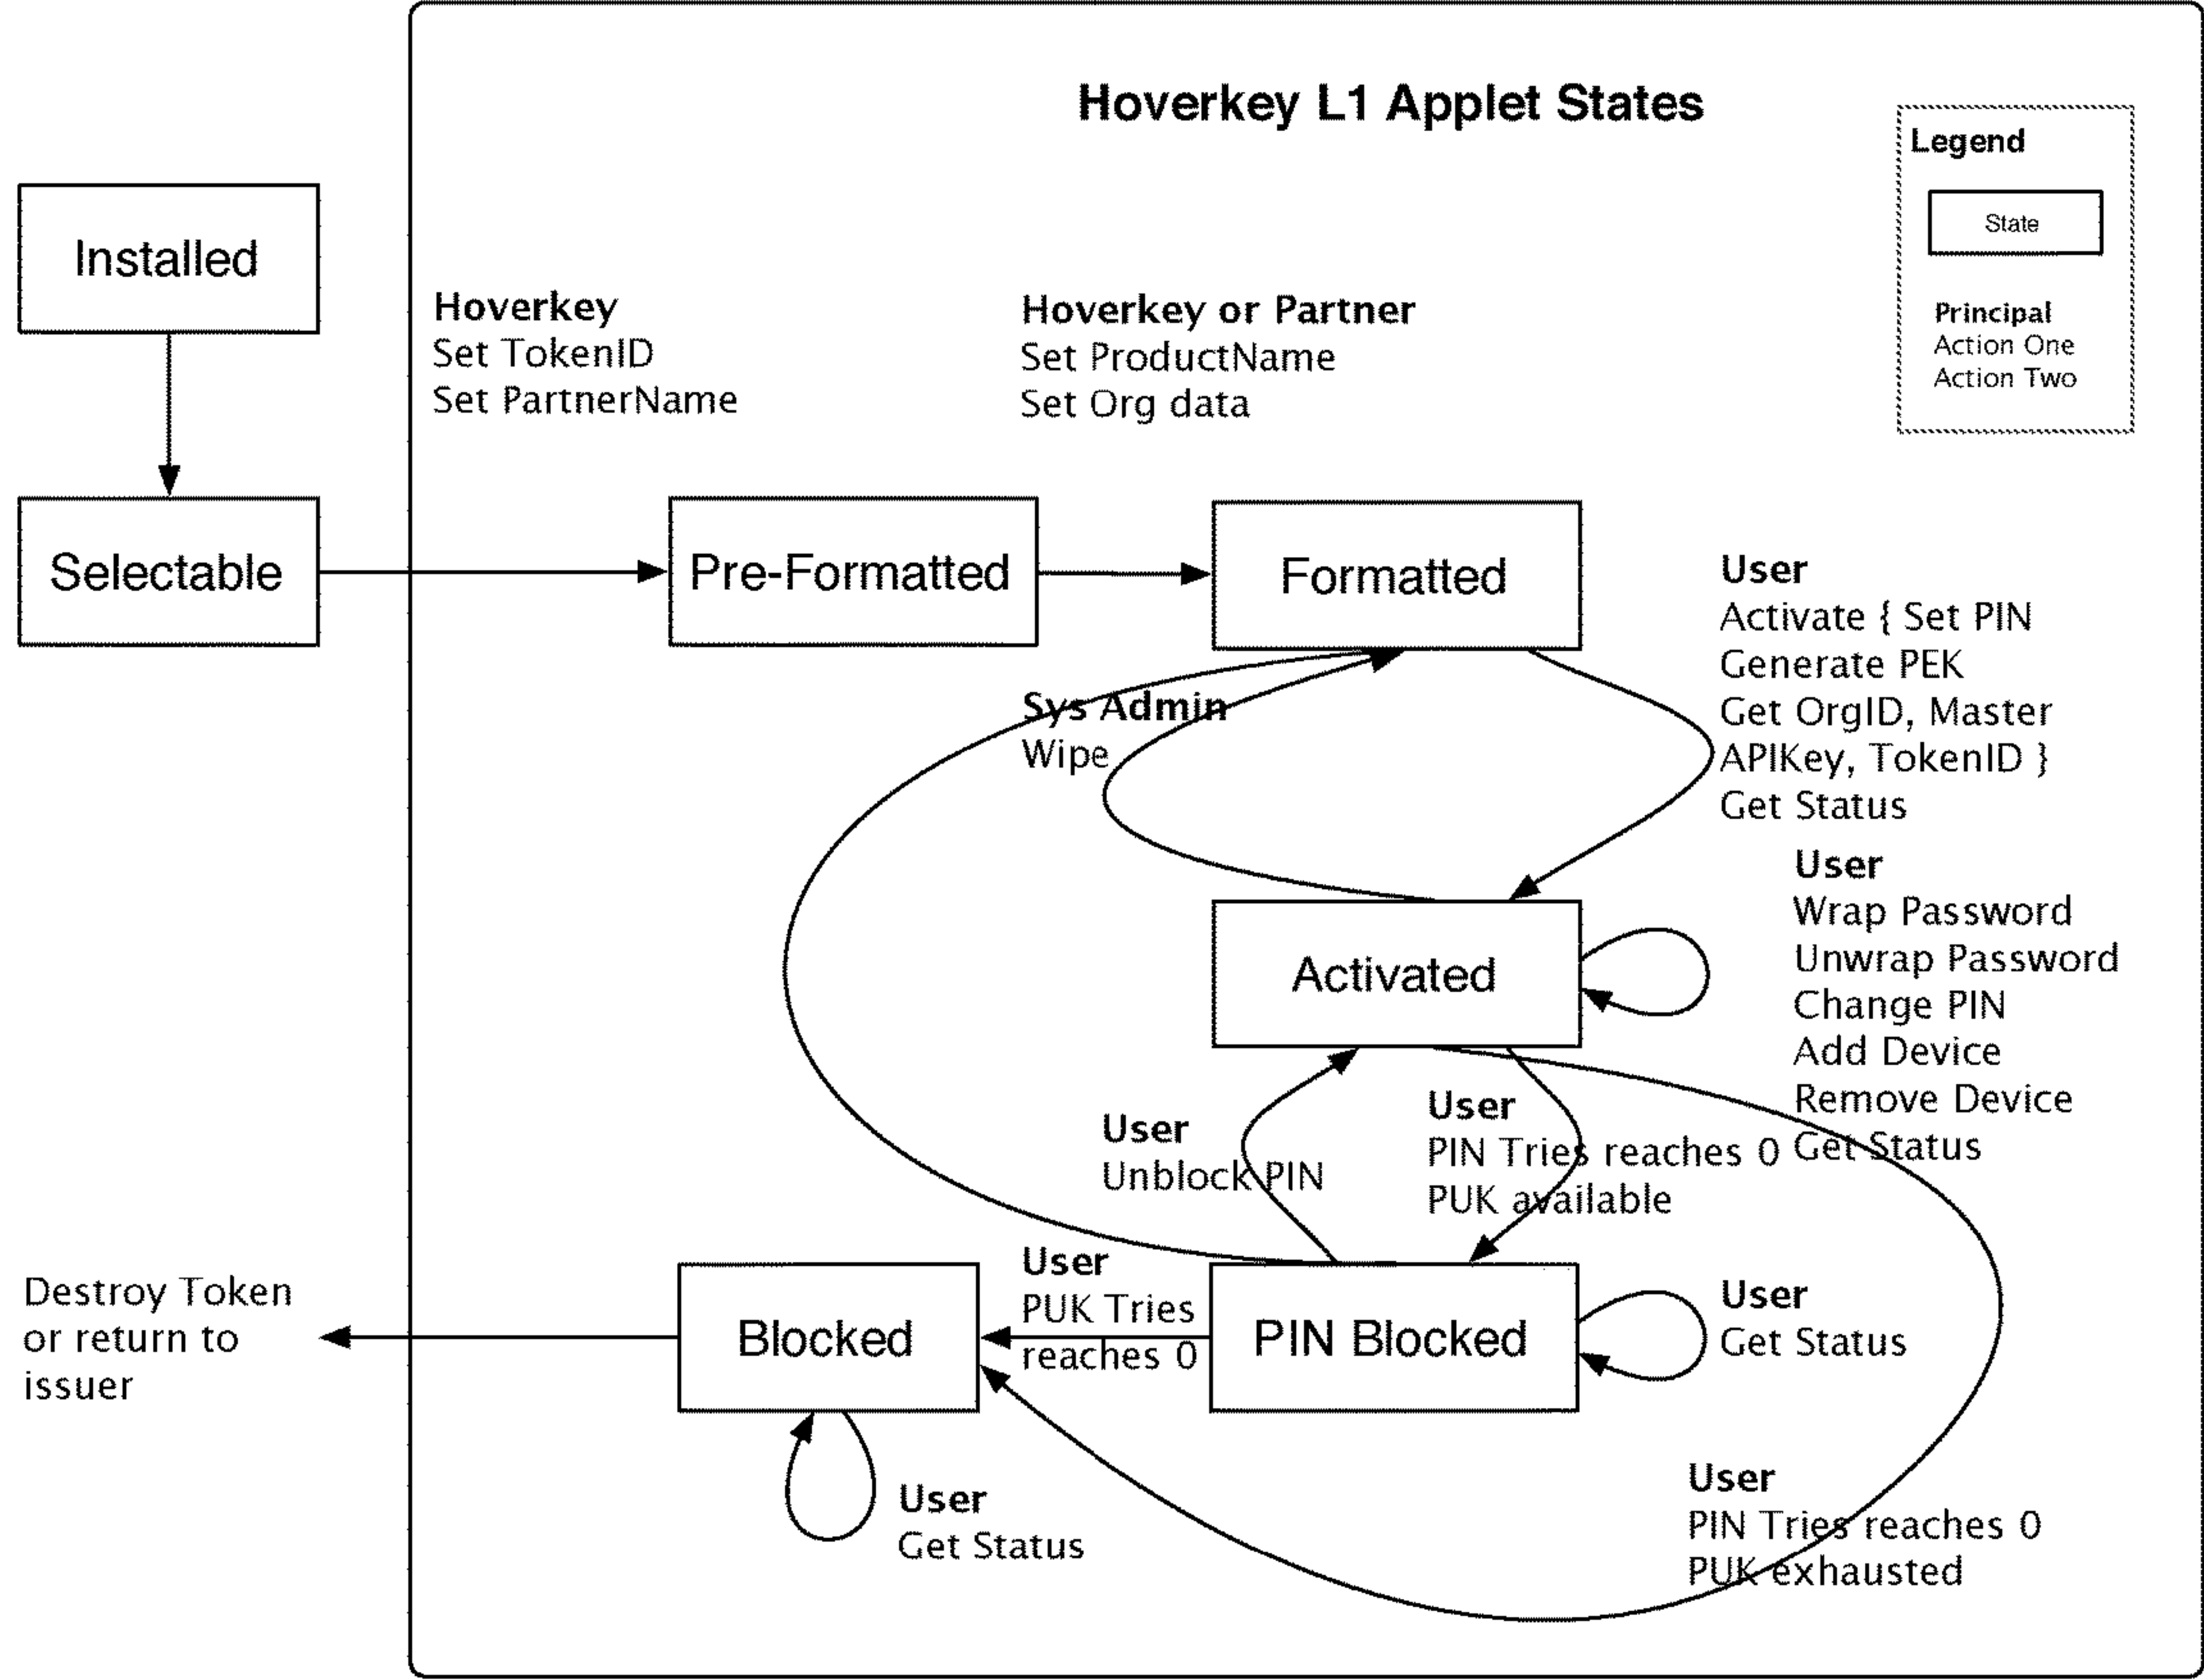 Hoverkey L1 Applet States
Legend
State
Principal
Action One
Action Two
Installed
Hoverkey
Set TokenID
Set PartnerName
Hoverkey or Partner
Set ProductName
Set Org data
Selectable
Pre-Formatted
Formatted
User
Activate { Set PIN
Generate PEK
Get OrgID, Master
APIKey, TokenID }
Get Status
Sys Admin
Wipe
Activated
User
Wrap Password
Unwrap Password
Change PIN
Add Device
Remove Device
Get Status
User
Unblock PIN
User
PIN Tries reaches 0
PUK available
Destroy Token
or return to
issuer
Blocked
User
PUK Tries
reaches 0
PIN Blocked
User
Get Status
User
Get Status
User
PIN Tries reaches 0
PUK exhausted